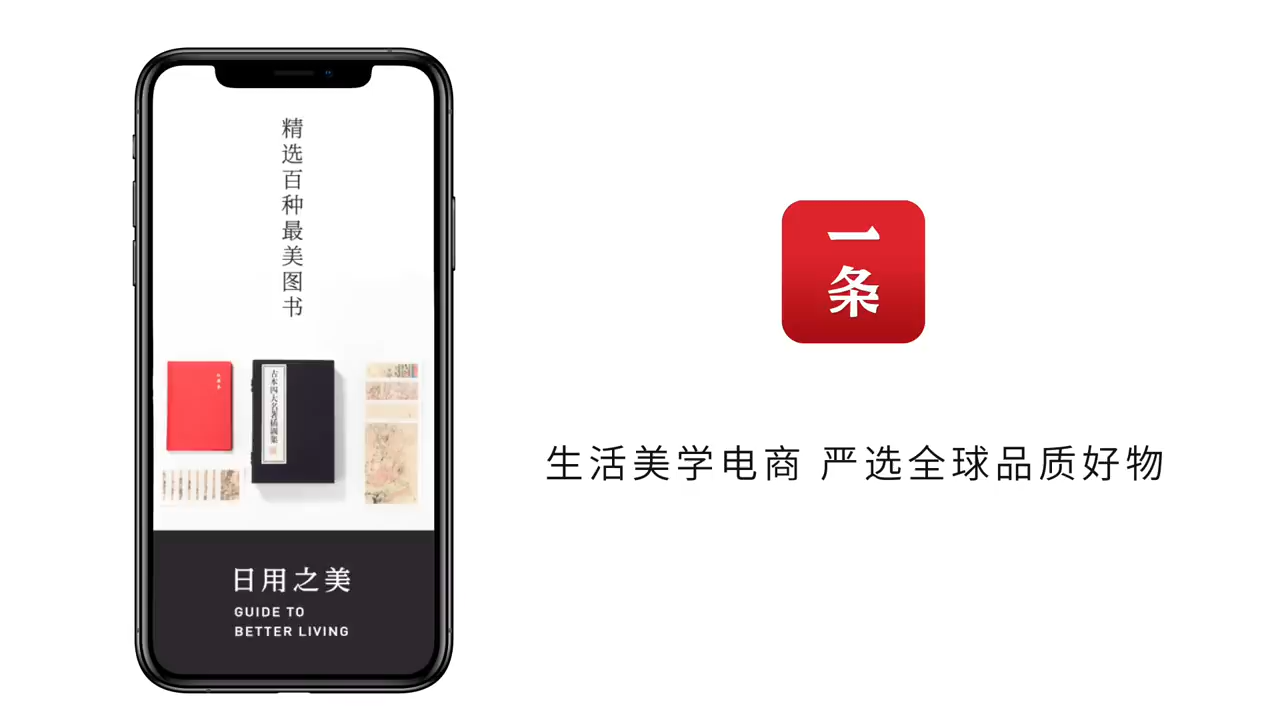 精选百种最美图书
古本四大名著插画集
日用之美
GUIDE TO
BETTER LIVING
一条
生活美学电商 严选全球品质好物